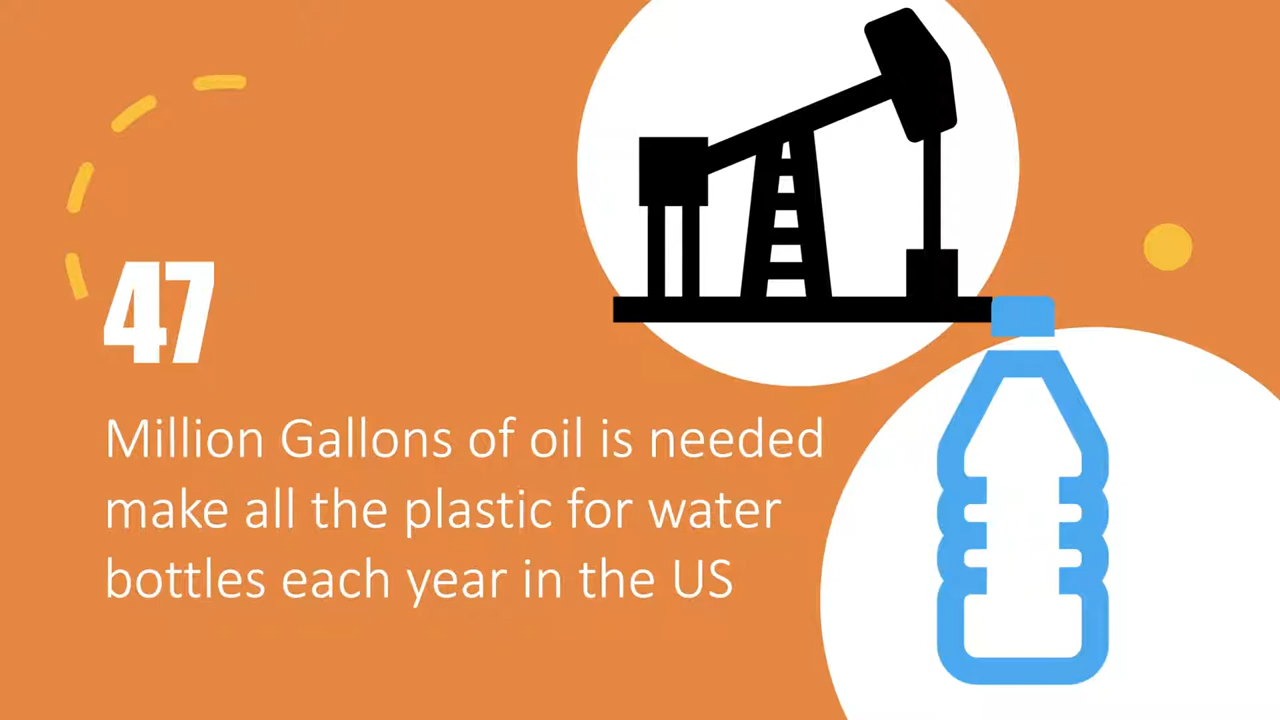 47
Million Gallons of oil is needed
make all the plastic for water
bottles each year in the US